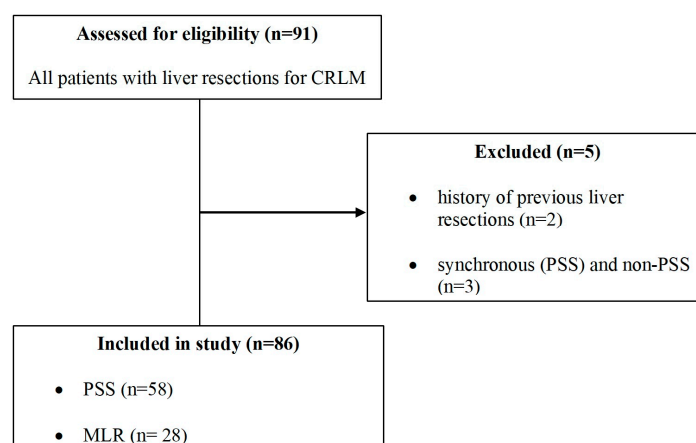 Assessed for eligibility (n=91)
All patients with liver resections for CRLM
Excluded (n=5)
• history of previous liver
resections (n=2)
• synchronous (PSS) and non-PSS
(n=3)
Included in study (n=86)
• PSS (n=58)
• MLR (n= 28)